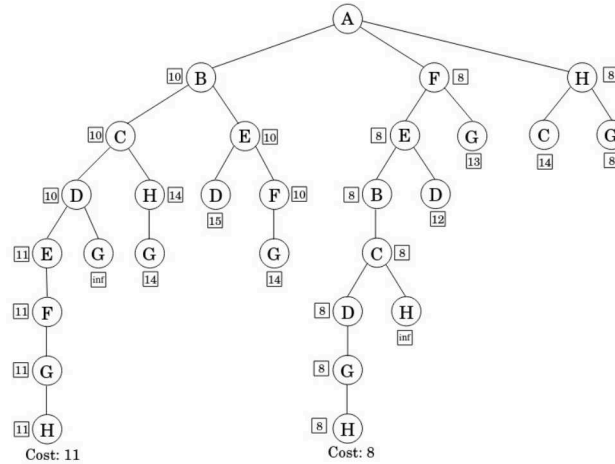 A
10 B F 8 H 8
10 C E 10 8 E G C G
13 14 8
10 D H 14 D F 10 8 B D
15 12
11 E G G G C 8
inf 14 14
11 F 8 D H
inf
11 G 8 G
11 H 8 H
Cost: 11 Cost: 8